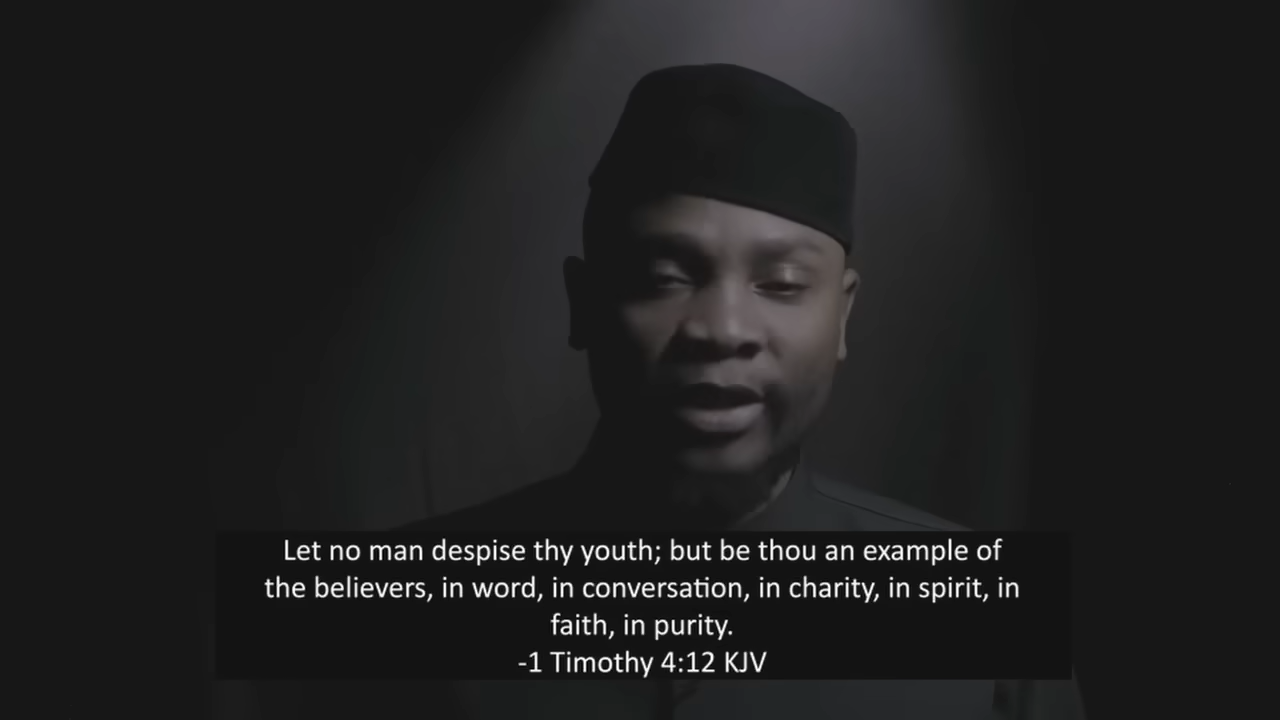 Let no man despise thy youth; but be thou an example of
the believers, in word, in conversation, in charity, in spirit, in
faith, in purity.
-1 Timothy 4:12 KJV